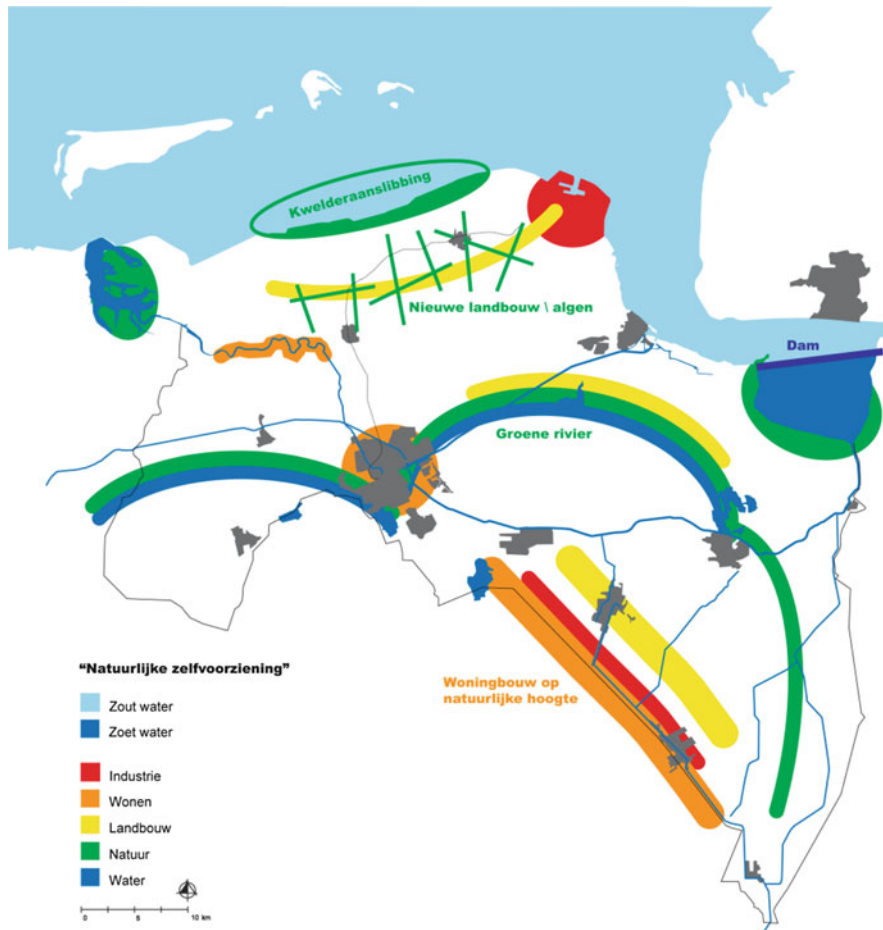 Kwelderaanslibbing
Nieuwe landbouw \ algen
Dam
Groene rivier
Woningbouw op
natuurlijke hoogte
“Natuurlijke zelfvoorziening”
Zout water
Zoet water
Industrie
Wonen
Landbouw
Natuur
Water
0 5 10 km